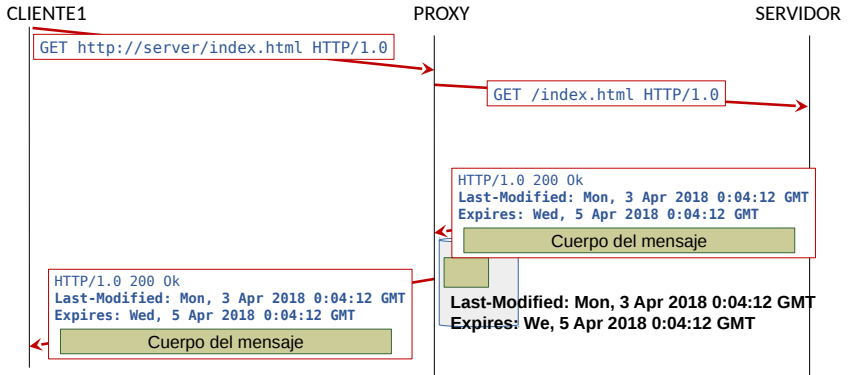 CLIENTE1
PROXY
SERVIDOR
GET http://server/index.html HTTP/1.0
GET /index.html HTTP/1.0
HTTP/1.0 200 Ok
Last-Modified: Mon, 3 Apr 2018 0:04:12 GMT
Expires: Wed, 5 Apr 2018 0:04:12 GMT
Cuerpo del mensaje
HTTP/1.0 200 Ok
Last-Modified: Mon, 3 Apr 2018 0:04:12 GMT
Expires: Wed, 5 Apr 2018 0:04:12 GMT
Cuerpo del mensaje
Last-Modified: Mon, 3 Apr 2018 0:04:12 GMT
Expires: We, 5 Apr 2018 0:04:12 GMT